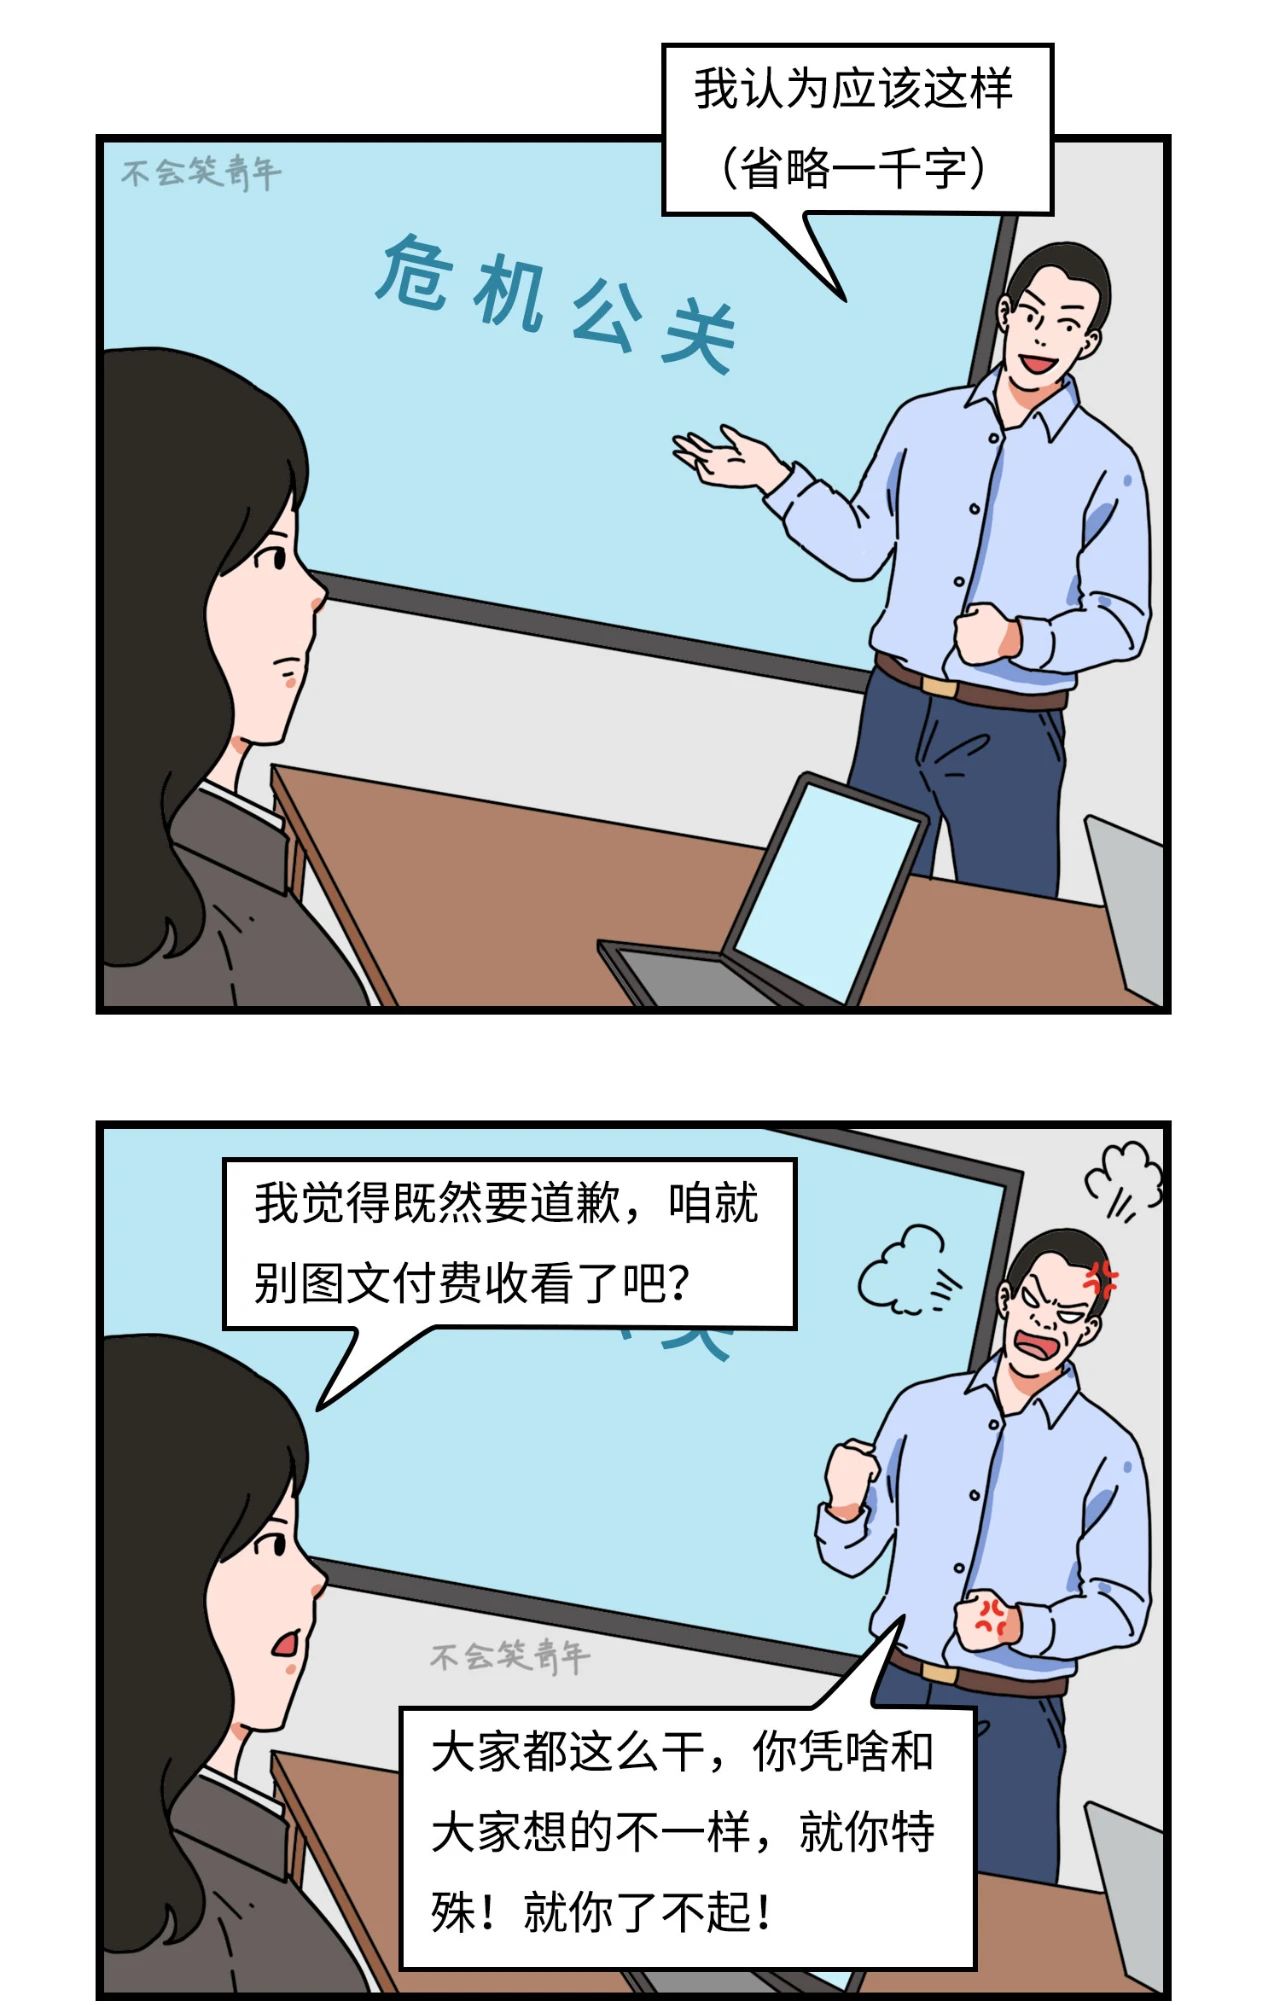 我认为应该这样
（省略一千字）
不会笑青年
危机公关
我觉得既然要道歉，咱就
别图文付费收看了吧？
关
不会笑青年
大家都这么干，你凭啥和
大家想的不一样，就你特
殊！就你了不起！